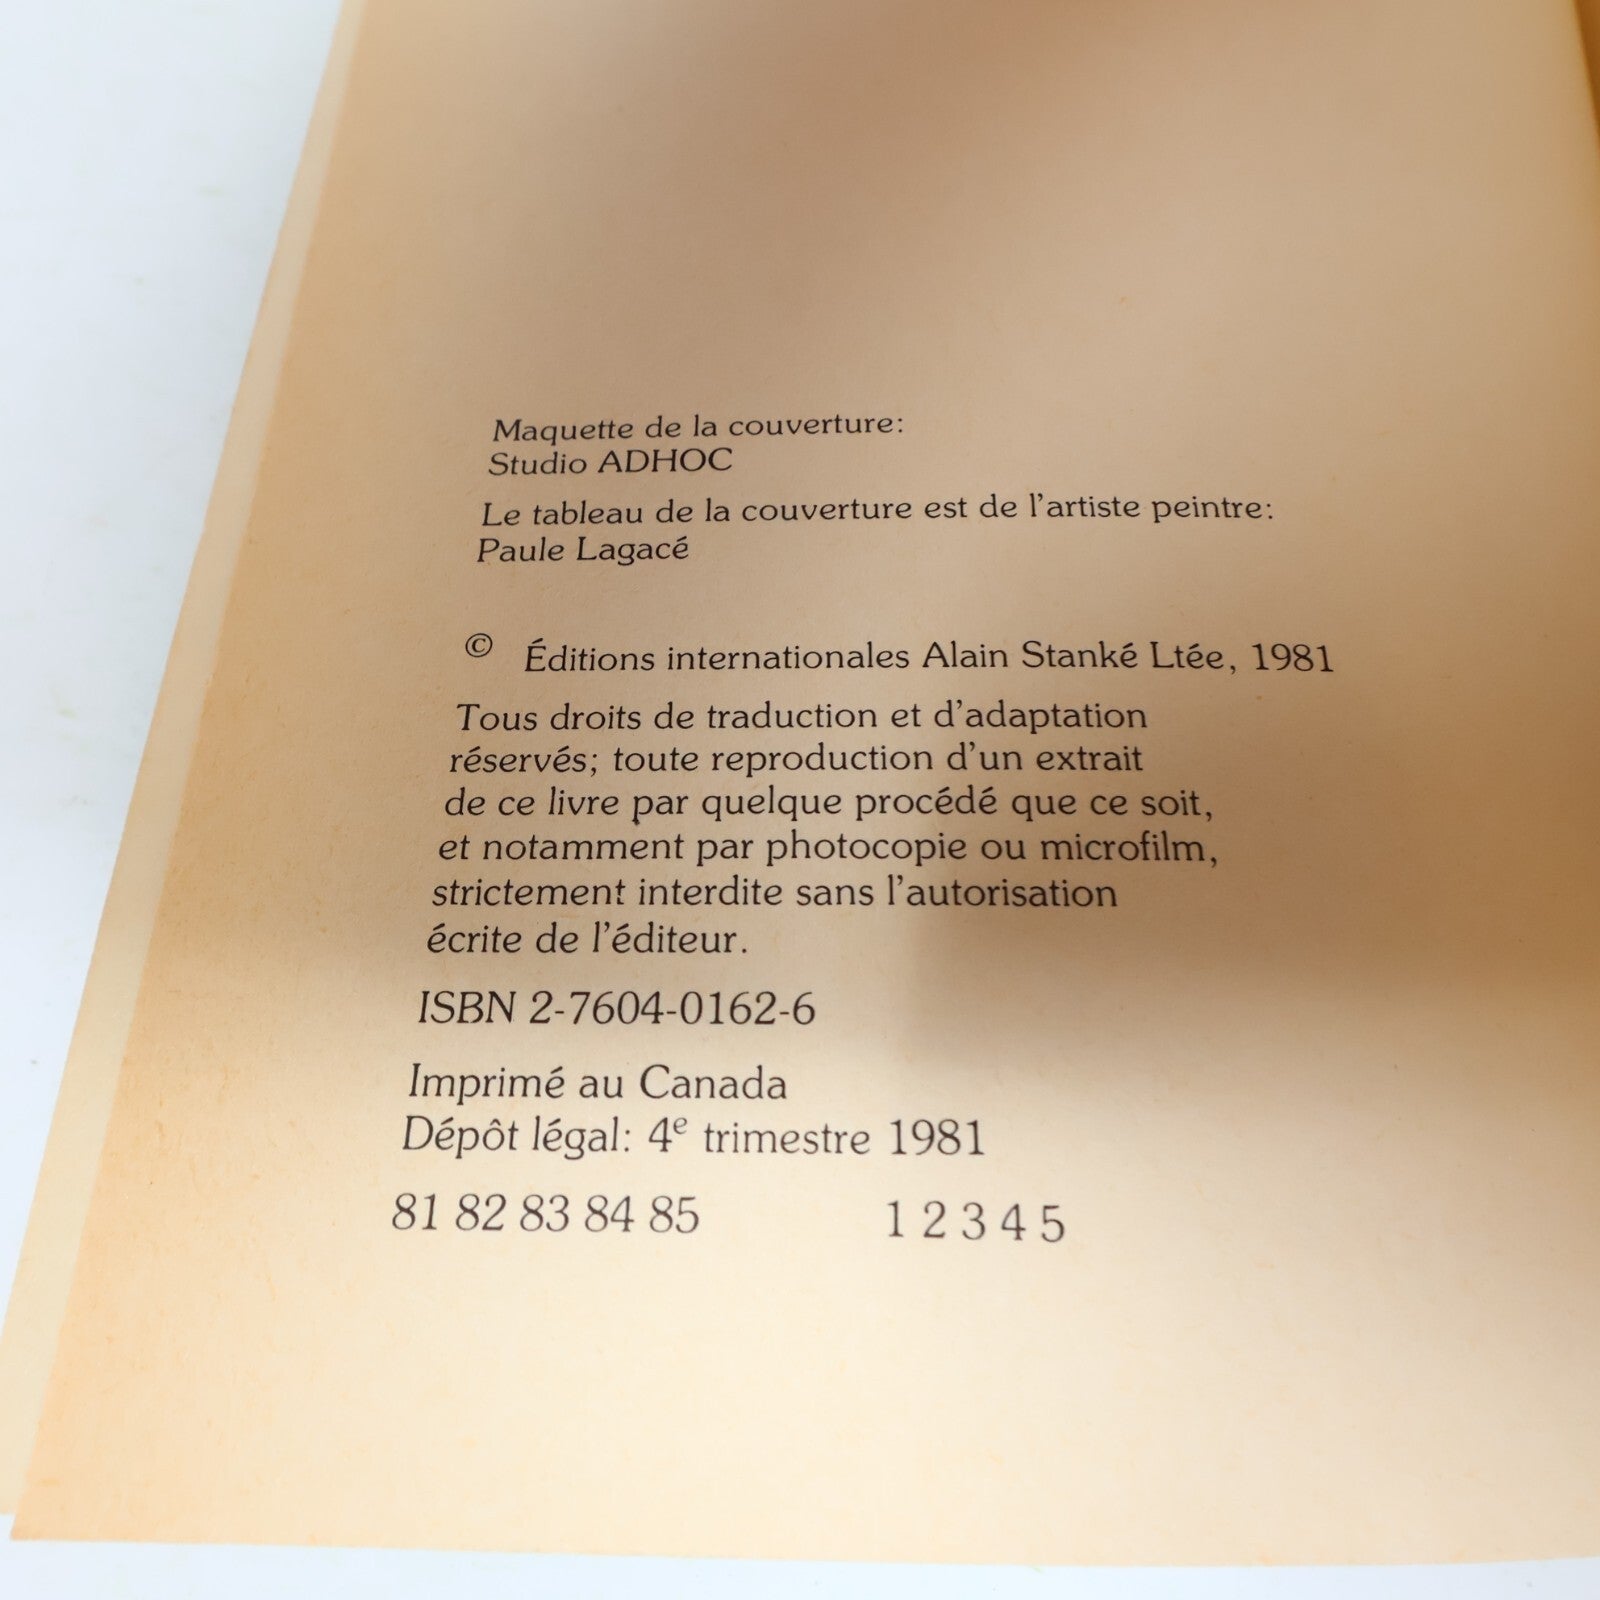 Maquette de la couverture:
Studio ADHOC
Le tableau de la couverture est de l'artiste peintre:
Paule Lagacé
© Éditions internationales Alain Stanké Ltée, 1981
Tous droits de traduction et d'adaptation
réservés; toute reproduction d'un extrait
de ce livre par quelque procédé que ce soit,
et notamment par photocopie ou microfilm,
strictement interdite sans l'autorisation
écrite de l'éditeur.
ISBN 2-7604-0162-6
Imprimé au Canada
Dépôt légal: 4e trimestre 1981
81 82 83 84 85 1 2 3 4 5